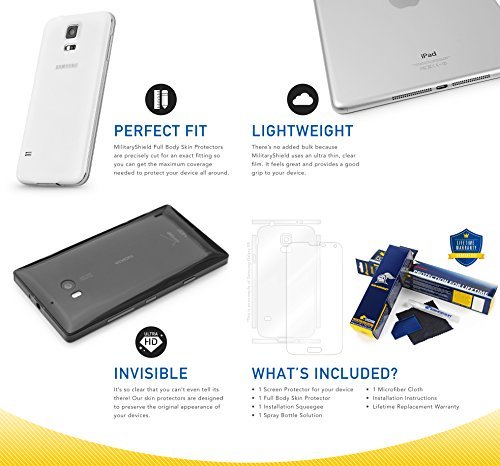 SAMSUNG
iPad
PERFECT FIT
MilitaryShield Full Body Skin Protectors
are precisely cut for an exact fitting so
you can get the maximum coverage
needed to protect your device all around.
LIGHTWEIGHT
There's no added bulk because
MilitaryShield uses an ultra thin, clear
film. It feels great and provides a good
grip to your device.
NOKIA
ULTRA
HD
INVISIBLE
It's so clear that you can't even tell its
there! Our skin protectors are designed
to preserve the original appearance of
your devices.
LIFE TIME
WARRANTY
PROTECTION FOR LIFETIME
WHAT'S INCLUDED?
• 1 Screen Protector for your device
• 1 Full Body Skin Protector
• 1 Installation Squeegee
• 1 Spray Bottle Solution
• 1 Microfiber Cloth
• Installation Instructions
• Lifetime Replacement Warranty